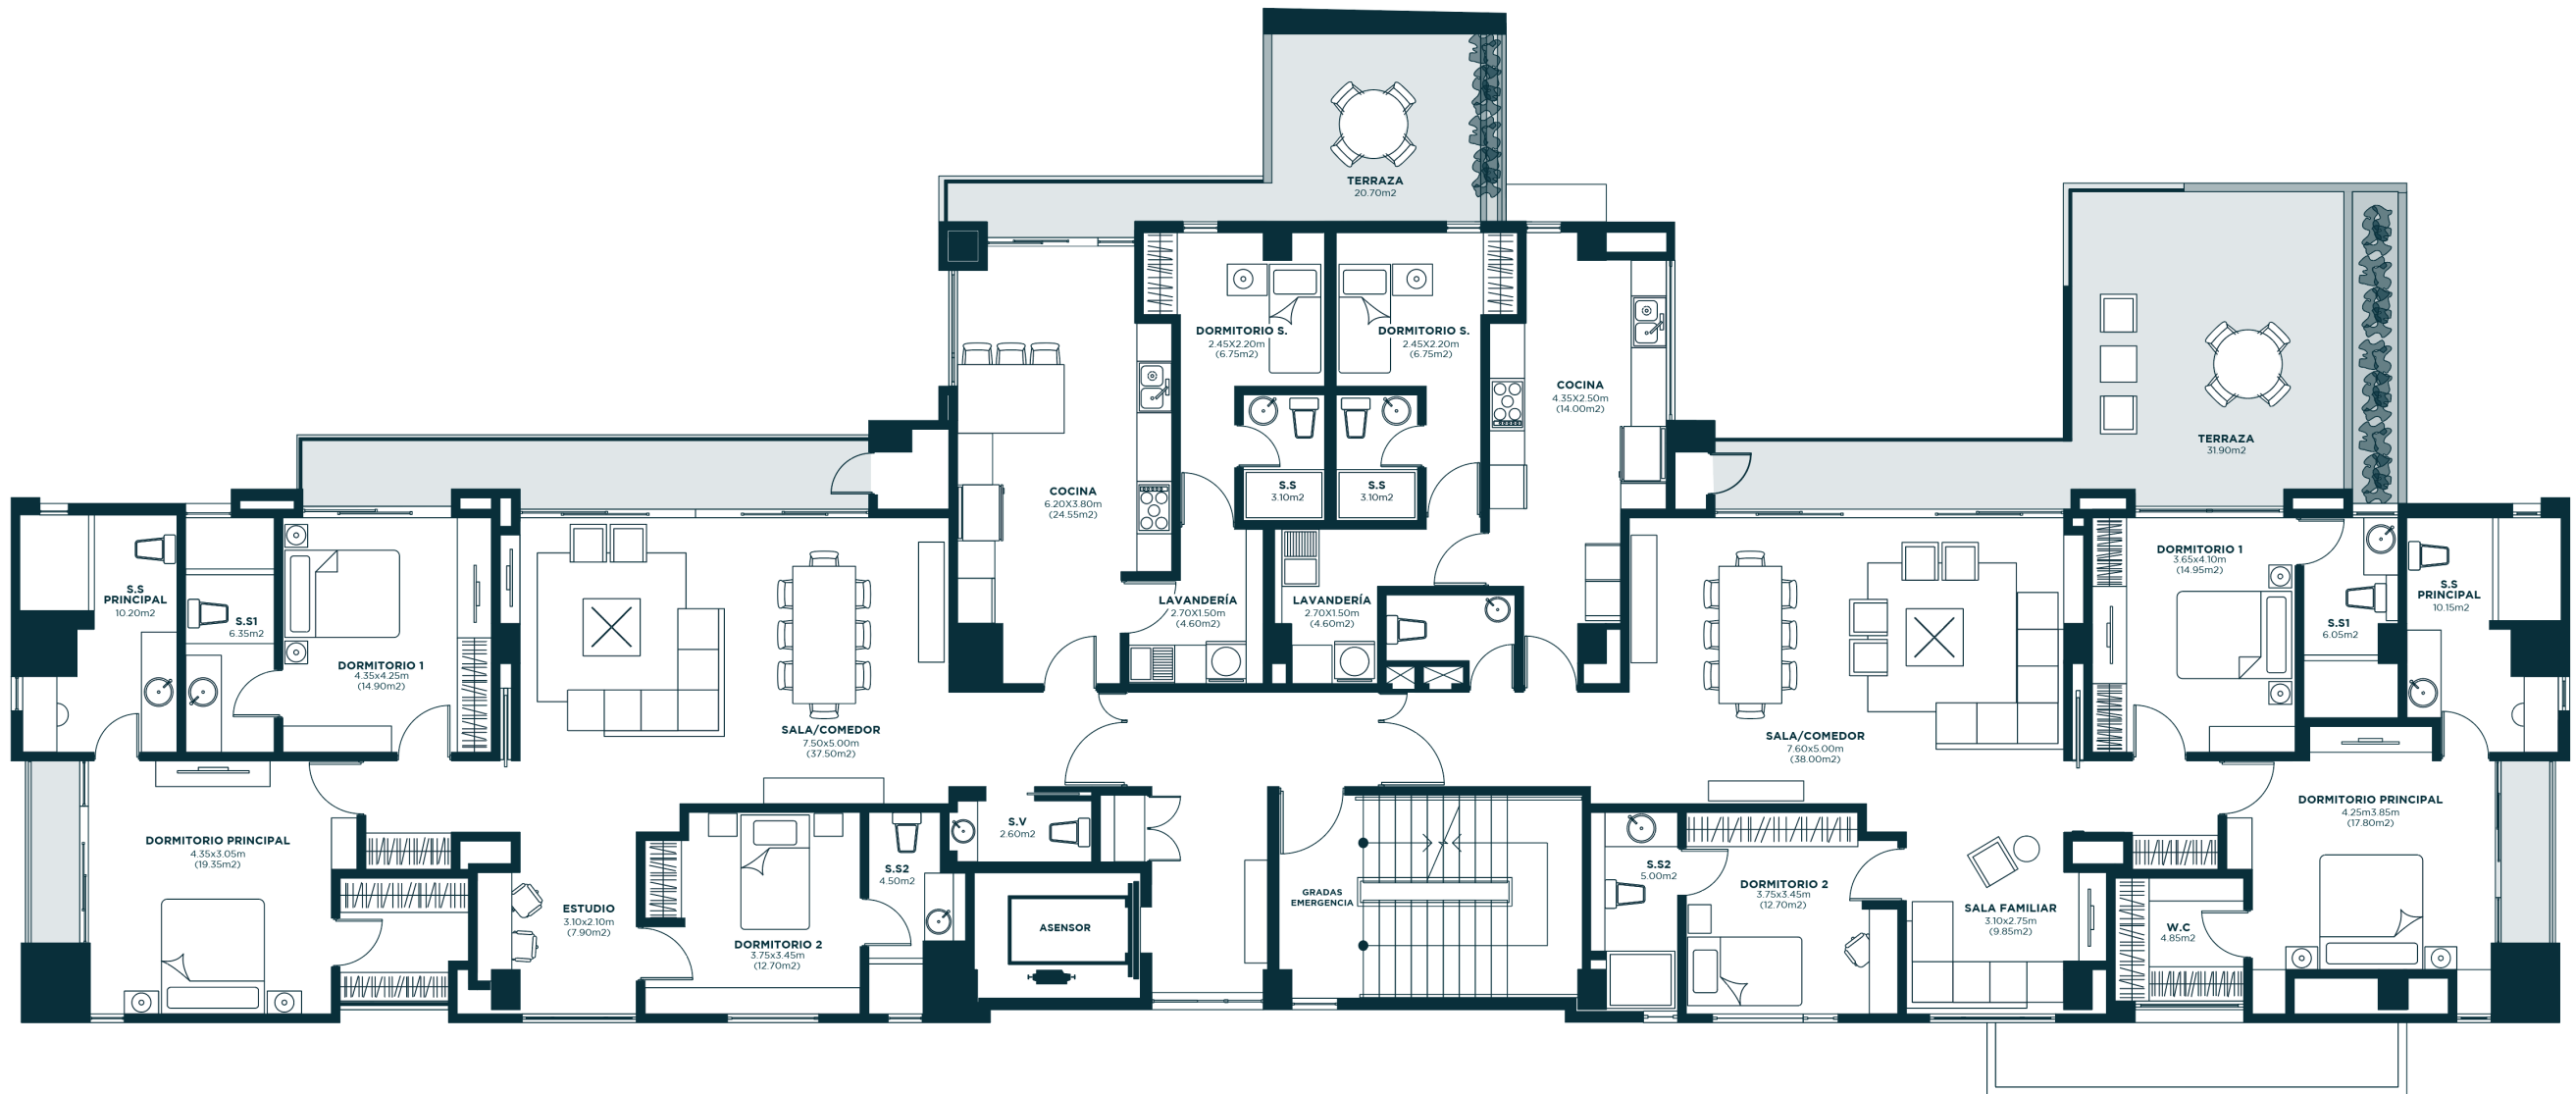 TERRAZA
20.70m2
DORMITORIO S.
2.45X2.20m
(6.75m2)
DORMITORIO S.
2.45X2.20m
(6.75m2)
COCINA
4.35X2.50m
(14.00m2)
TERRAZA
31.90m2
COCINA
6.20X3.80m
(24.55m2)
S.S
3.10m2
S.S
3.10m2
S.S
PRINCIPAL
10.20m2
S.S1
6.35m2
DORMITORIO 1
4.35x4.25m
(14.90m2)
LAVANDERÍA
2.70X1.50m
(4.60m2)
LAVANDERÍA
2.70X1.50m
(4.60m2)
DORMITORIO 1
3.65x4.10m
(14.95m2)
S.S1
6.05m2
S.S
PRINCIPAL
10.15m2
SALA/COMEDOR
7.50x5.00m
(37.50m2)
SALA/COMEDOR
7.60x5.00m
(38.00m2)
DORMITORIO PRINCIPAL
4.35x3.05m
(19.35m2)
S.V
2.60m2
DORMITORIO PRINCIPAL
4.25m3.85m
(17.80m2)
ESTUDIO
3.10x2.10m
(7.90m2)
DORMITORIO 2
3.75x3.45m
(12.70m2)
S.S2
4.50m2
ASENSOR
GRADAS
EMERGENCIA
S.S2
5.00m2
DORMITORIO 2
3.75x3.45m
(12.70m2)
SALA FAMILIAR
3.10x2.75m
(9.85m2)
W.C
4.85m2